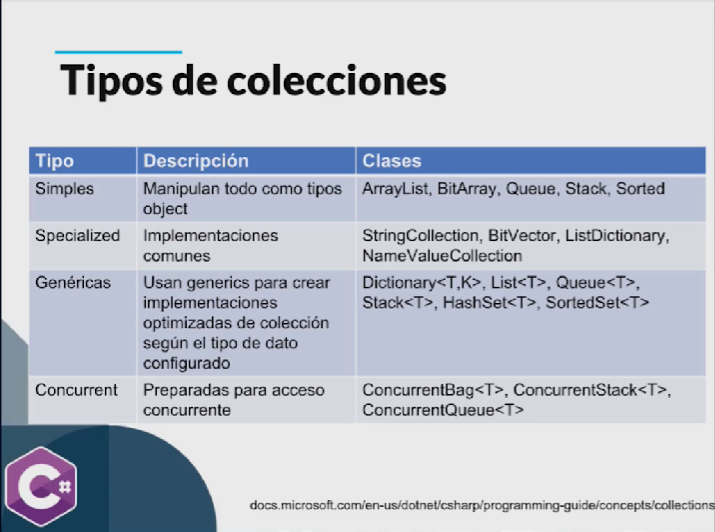 Tipos de colecciones
Tipo Descripción Clases
Simples Manipulan todo como tipos ArrayList, BitArray, Queue, Stack, Sorted
object
Specialized Implementaciones StringCollection, BitVector, ListDictionary,
comunes NameValueCollection
Genéricas Usan generics para crear Dictionary<T,K>, List<T>, Queue<T>,
implementaciones Stack<T>, HashSet<T>, SortedSet<T>
optimizadas de colección
según el tipo de dato
configurado
Concurrent Preparadas para acceso ConcurrentBag<T>, ConcurrentStack<T>,
concurrente ConcurrentQueue<T>
C#
docs.microsoft.com/en-us/dotnet/csharp/programming-guide/concepts/collections